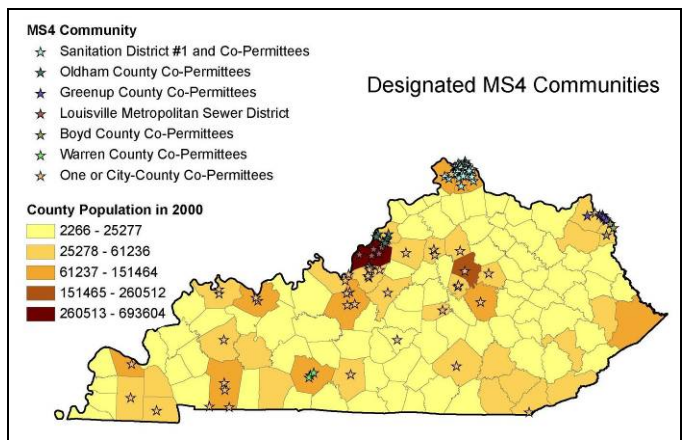 MS4 Community
Sanitation District #1 and Co-Permittees
Oldham County Co-Permittees
Greenup County Co-Permittees
Louisville Metropolitan Sewer District
Boyd County Co-Permittees
Warren County Co-Permittees
One or City-County Co-Permittees
Designated MS4 Communities
County Population in 2000
2266 - 25277
25278 - 61236
61237 - 151464
151465 - 260512
260513 - 693604